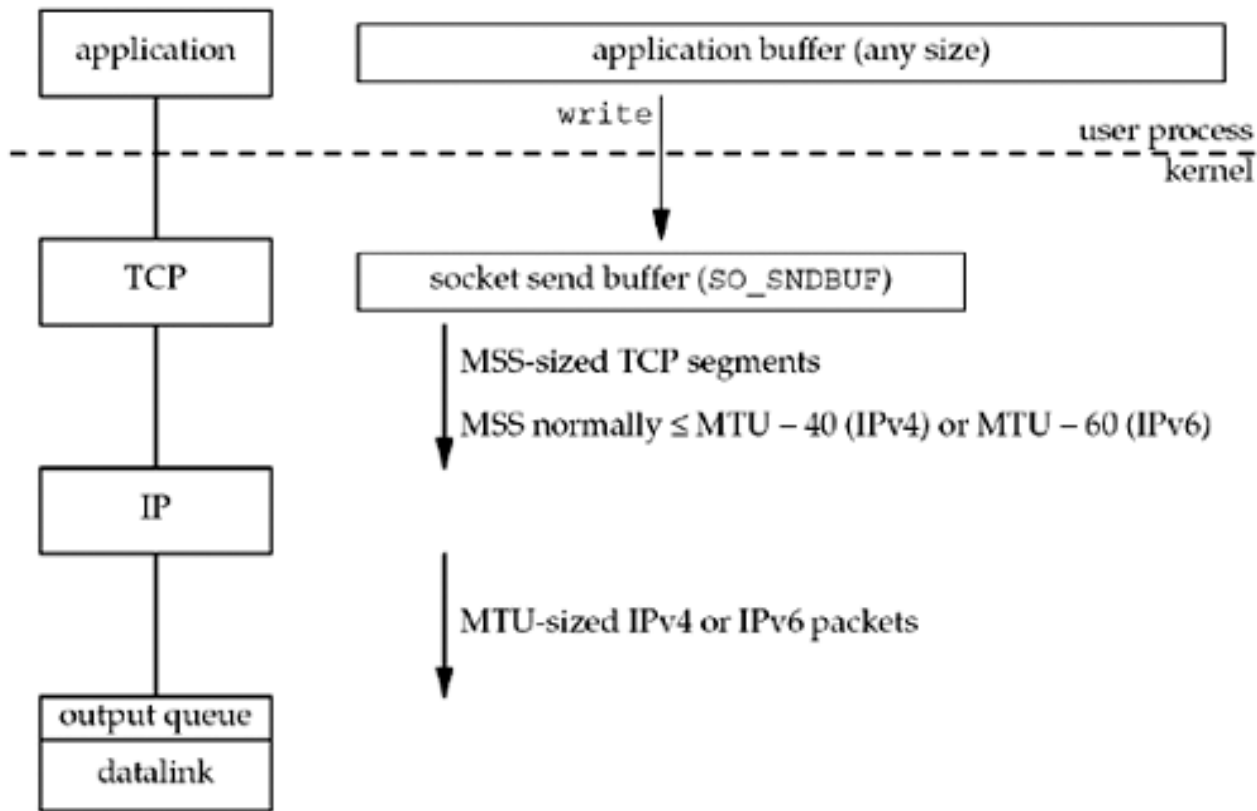 application
application buffer (any size)
write
user process
kernel
TCP
socket send buffer (SO_SNDBUF)
MSS-sized TCP segments
MSS normally ≤ MTU – 40 (IPv4) or MTU – 60 (IPv6)
IP
MTU-sized IPv4 or IPv6 packets
output queue
datalink